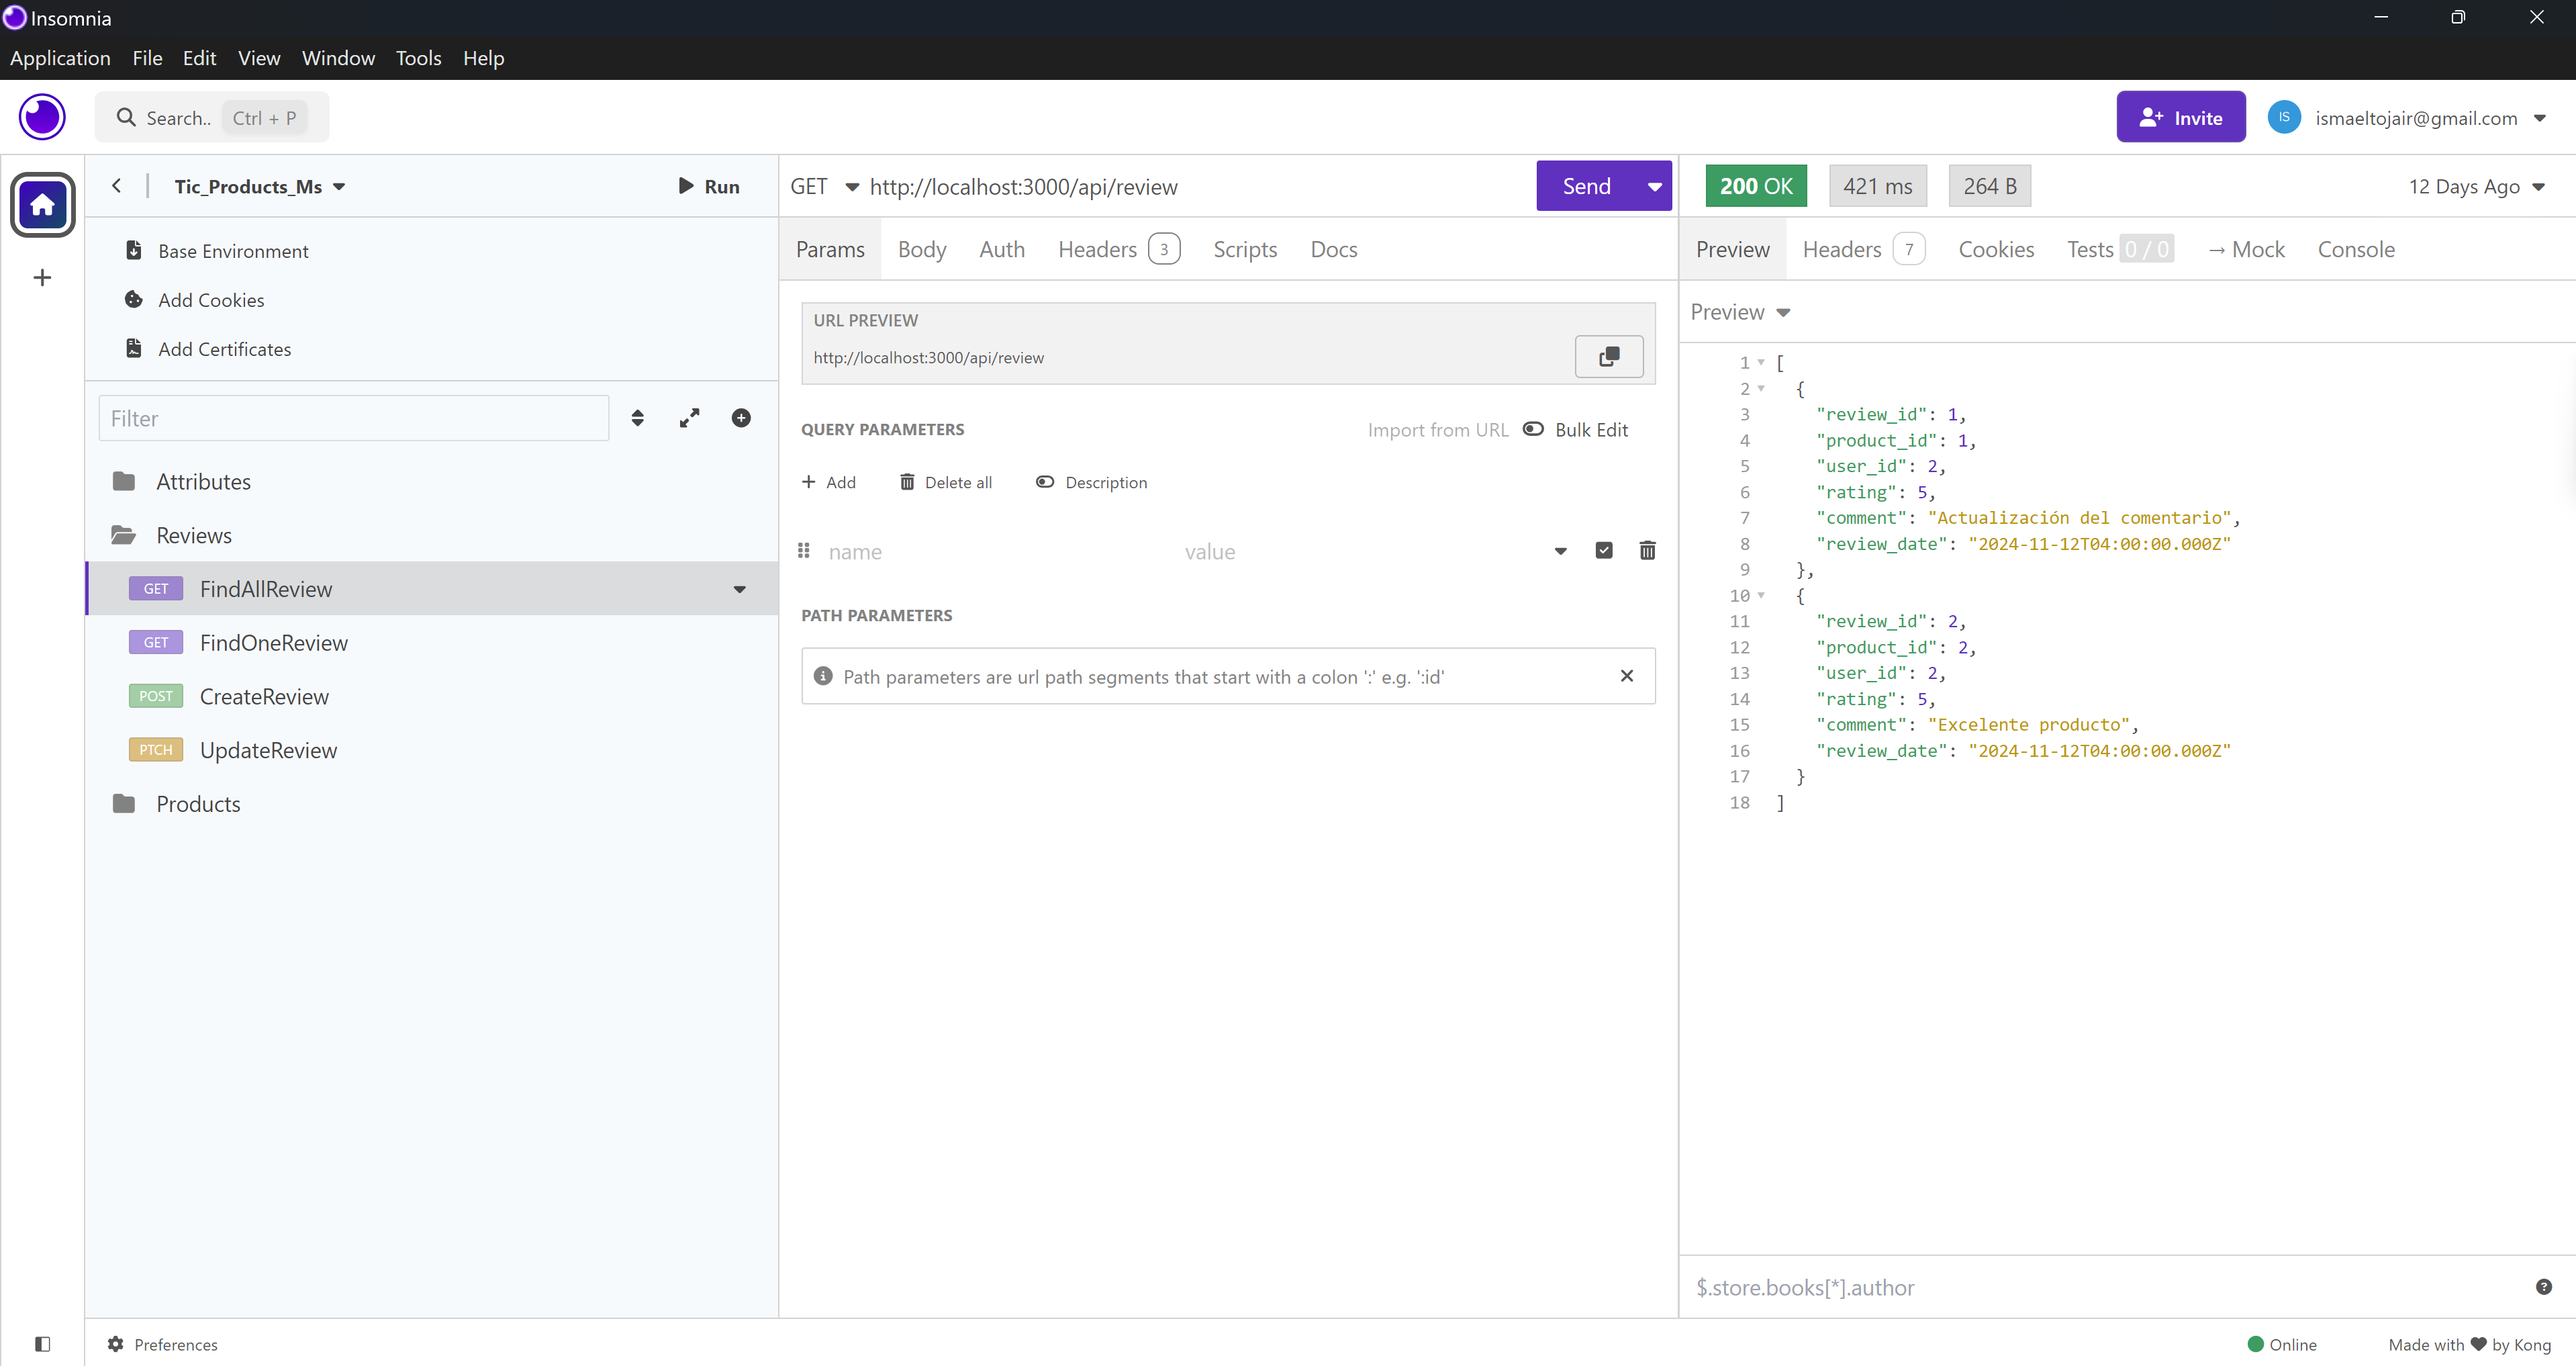 Insomnia
Application File Edit View Window Tools Help
Search.. Ctrl + P
Invite
IS
ismaeltojair@gmail.com
Tic_Products_Ms
Run
Base Environment
Add Cookies
Add Certificates
Filter
Attributes
Reviews
GET FindAllReview
GET FindOneReview
POST CreateReview
PTCH UpdateReview
Products
GET http://localhost:3000/api/review
Send
Params Body Auth Headers 3 Scripts Docs
URL PREVIEW
http://localhost:3000/api/review
QUERY PARAMETERS
Import from URL Bulk Edit
Add Delete all Description
name value
PATH PARAMETERS
Path parameters are url path segments that start with a colon ':' e.g. ':id'
200 OK 421 ms 264 B
12 Days Ago
Preview Headers 7 Cookies Tests 0 / 0 → Mock Console
Preview
1 [
2 {
3 "review_id": 1,
4 "product_id": 1,
5 "user_id": 2,
6 "rating": 5,
7 "comment": "Actualización del comentario",
8 "review_date": "2024-11-12T04:00:00.000Z"
9 },
10 {
11 "review_id": 2,
12 "product_id": 2,
13 "user_id": 2,
14 "rating": 5,
15 "comment": "Excelente producto",
16 "review_date": "2024-11-12T04:00:00.000Z"
17 }
18 ]
$.store.books[*].author
Preferences
Online
Made with ♥ by Kong